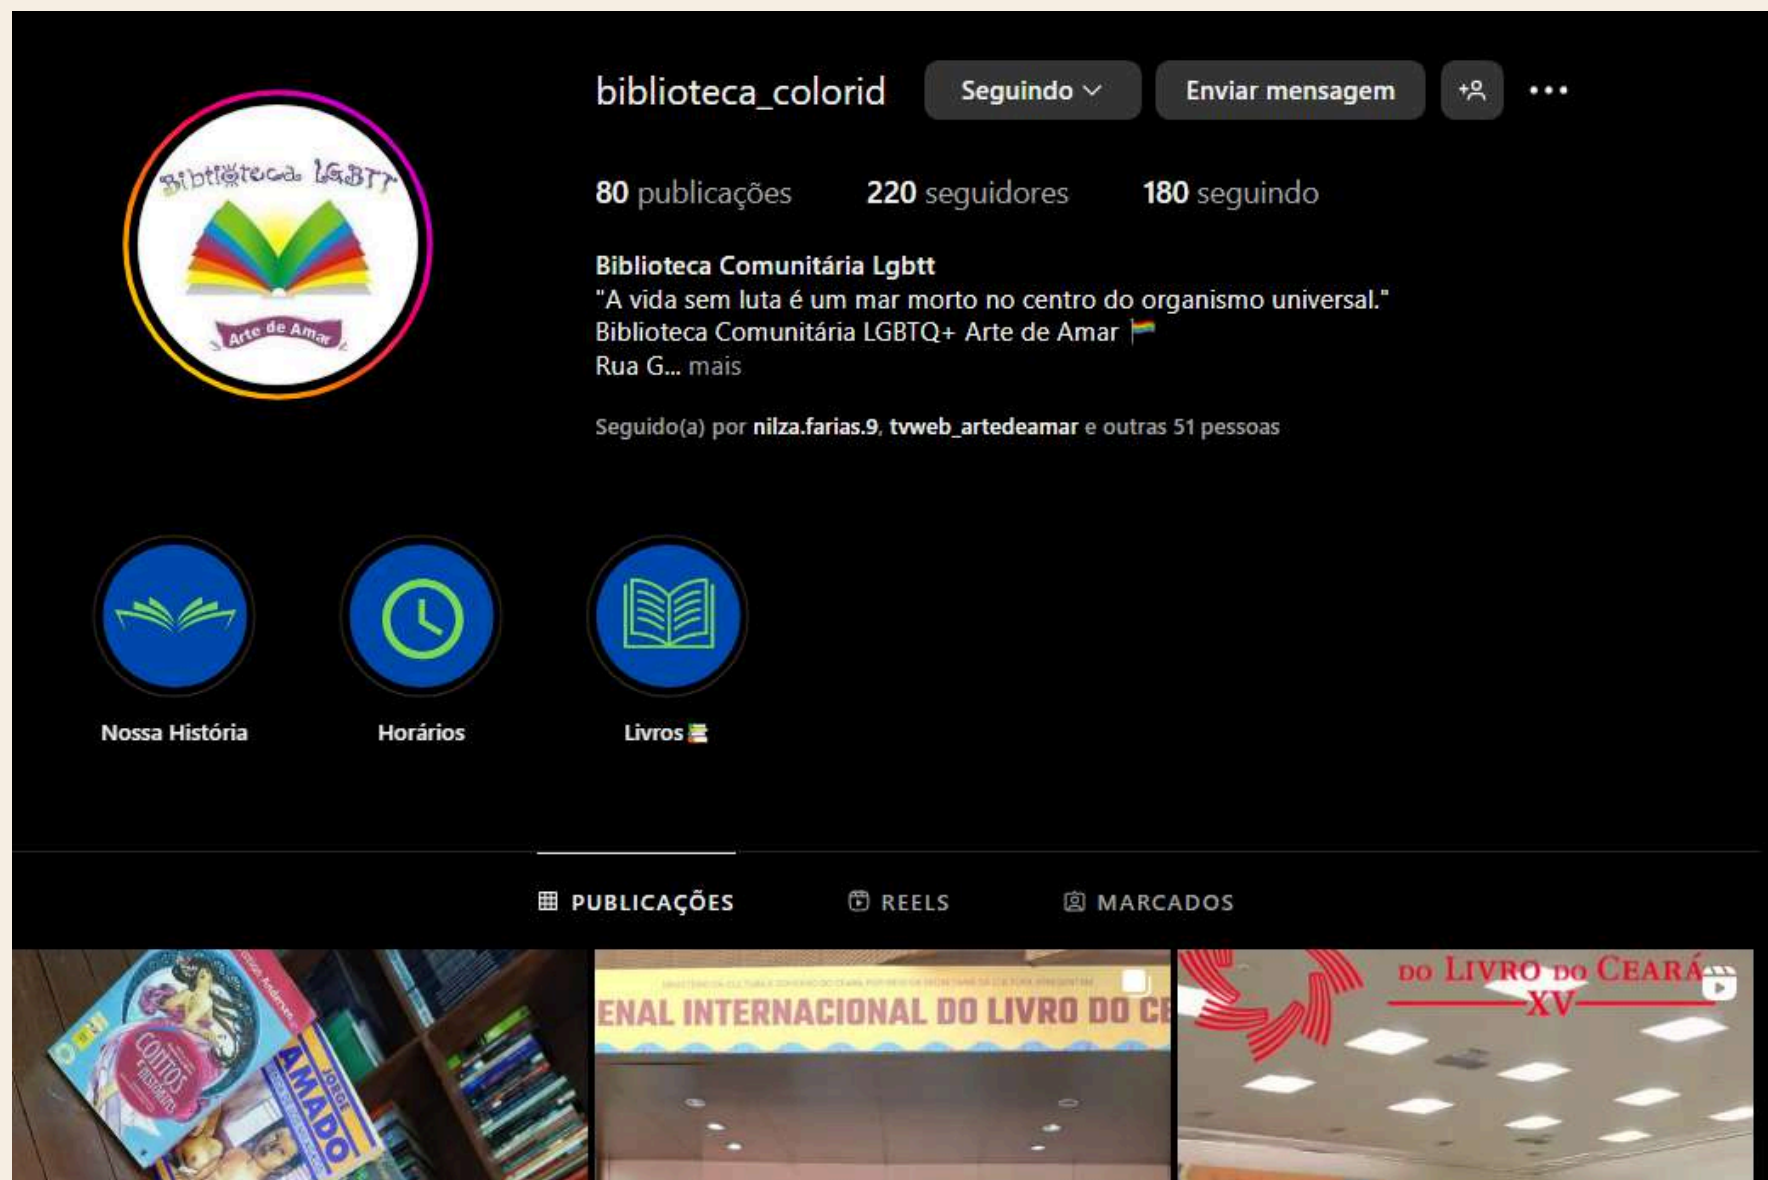 biblioteca_colorid
Seguindo
Enviar mensagem
Biblioteca LGBTT
Arte de Amar
80 publicações 220 seguidores 180 seguindo
Biblioteca Comunitária Lgbtt
"A vida sem luta é um mar morto no centro do organismo universal."
Biblioteca Comunitária LGBTQ+ Arte de Amar
Rua G... mais
Seguido(a) por nilza.farias.9, tvweb_artedeamar e outras 51 pessoas
Nossa História
Horários
Livros
PUBLICAÇÕES
REELS
MARCADOS
Andersen
CONTOS
E HISTÓRIAS
JORGE
AMADO
ENAL INTERNACIONAL DO LIVRO DO CE
DO LIVRO DO CEARÁ
XV